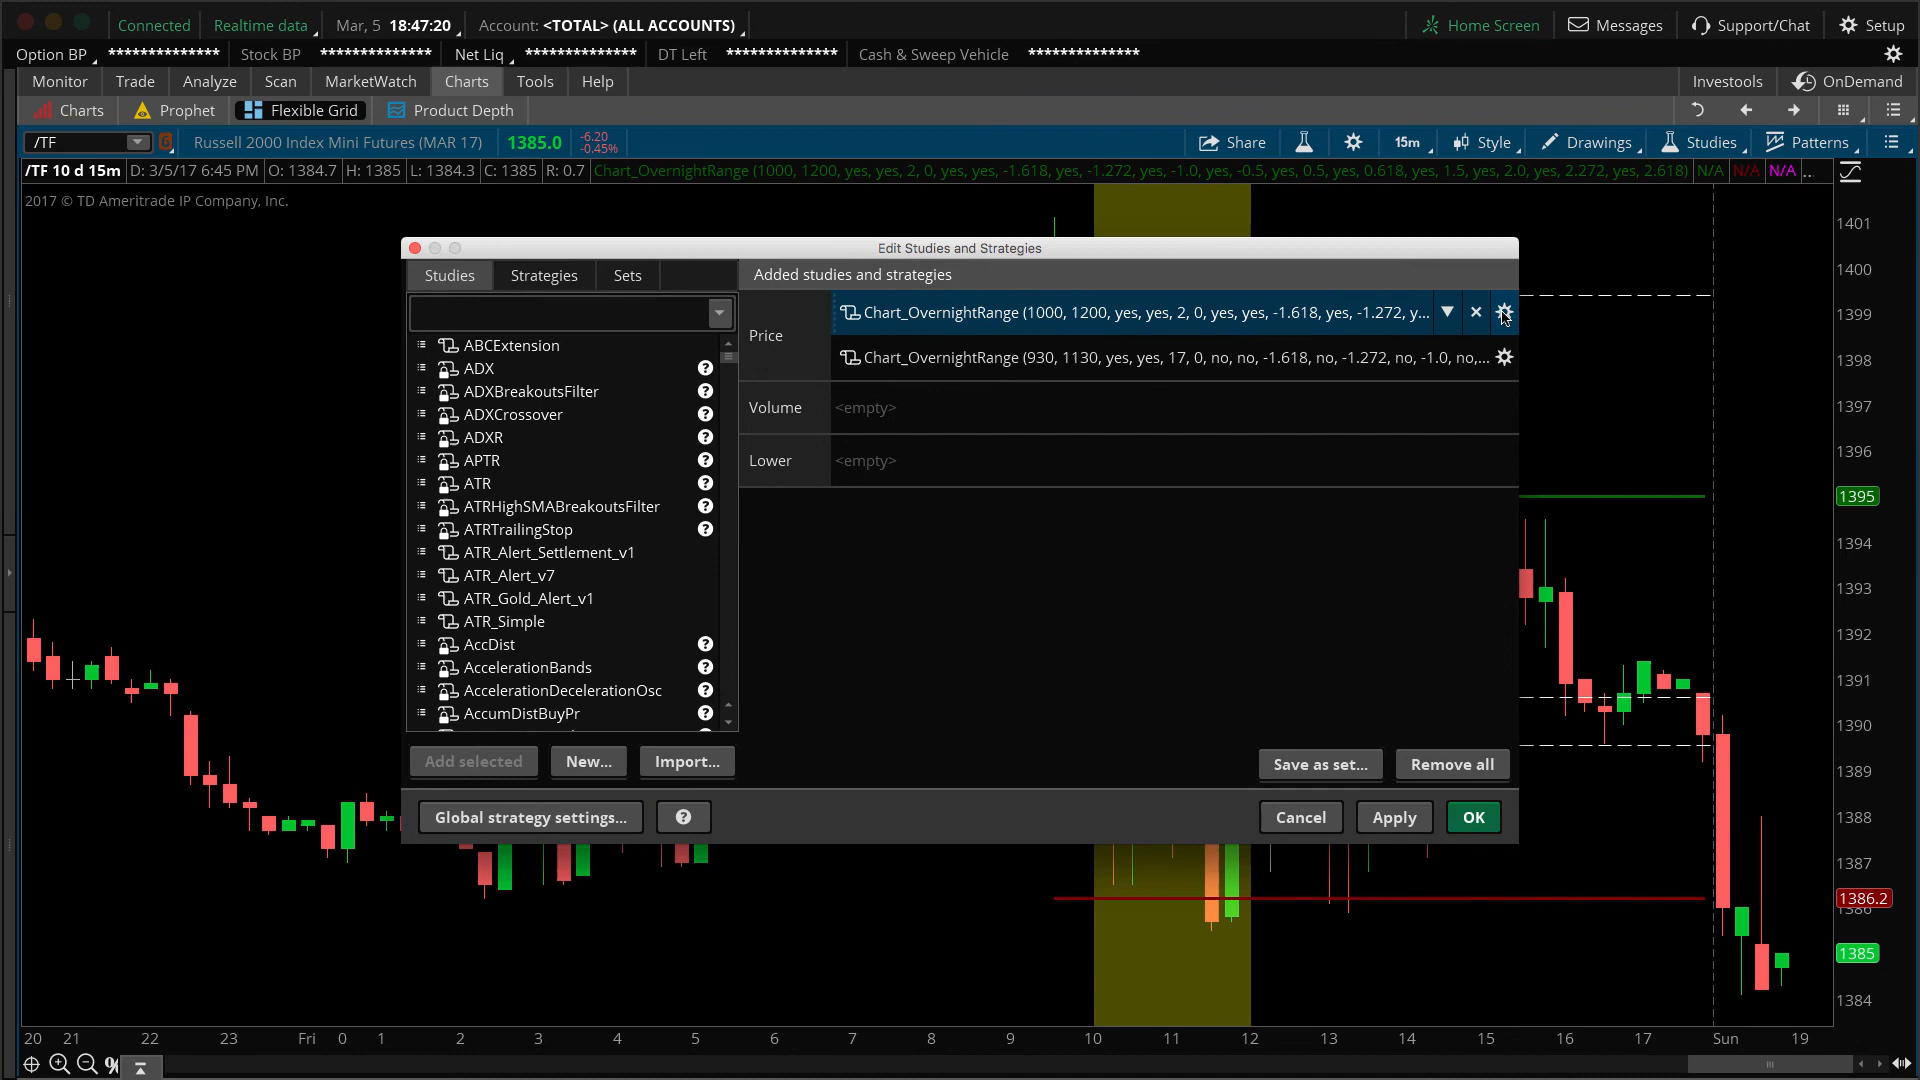 Connected Realtime data Mar, 5 18:47:20 Account: <TOTAL> (ALL ACCOUNTS) Home Screen Messages Support/Chat Setup
Option BP ************** Stock BP ************** Net Liq ************** DT Left ************** Cash & Sweep Vehicle **************
Monitor Trade Analyze Scan MarketWatch Charts Tools Help Investools OnDemand
Charts Prophet Flexible Grid Product Depth
/TF Russell 2000 Index Mini Futures (MAR 17) 1385.0 -6.20 Share 15m Style Drawings Studies Patterns
-0.45%
/TF 10 d 15m D: 3/5/17 6:45 PM O: 1384.7 H: 1385 L: 1384.3 C: 1385 R: 0.7 Chart_OvernightRange (1000, 1200, yes, yes, 2, 0, yes, yes, -1.618, yes, -1.272, yes, -1.0, yes, -0.5, yes, 0.5, yes, 0.618, yes, 1.5, yes, 2.0, yes, 2.272, yes, 2.618) N/A N/A N/A ...
2017 © TD Ameritrade IP Company, Inc.
Edit Studies and Strategies
Studies Strategies Sets
Added studies and strategies
Price
Chart_OvernightRange (1000, 1200, yes, yes, 2, 0, yes, yes, -1.618, yes, -1.272, y...
Chart_OvernightRange (930, 1130, yes, yes, 17, 0, no, no, -1.618, no, -1.272, no, -1.0, no,...
Volume <empty>
Lower <empty>
ABCExtension
ADX
ADXBreakoutsFilter
ADXCrossover
ADXR
APTR
ATR
ATRHighSMABreakoutsFilter
ATRTrailingStop
ATR_Alert_Settlement_v1
ATR_Alert_v7
ATR_Gold_Alert_v1
ATR_Simple
AccDist
AccelerationBands
AccelerationDecelerationOsc
AccumDistBuyPr
Add selected New... Import... Save as set... Remove all
Global strategy settings... ? Cancel Apply OK
1401
1400
1399
1398
1397
1396
1395
1394
1393
1392
1391
1390
1389
1388
1387
1386.2
1385
1384
20 21 22 23 Fri 0 1 2 3 4 5 6 7 8 9 10 11 12 13 14 15 16 17 Sun 19
%